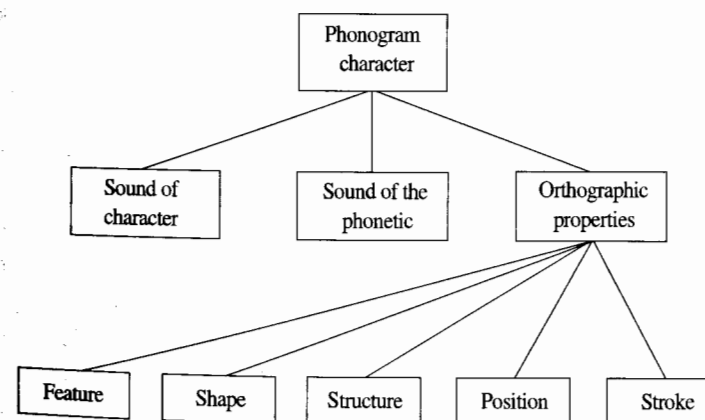 Phonogram
character
Sound of
character
Sound of the
phonetic
Orthographic
properties
Feature
Shape
Structure
Position
Stroke